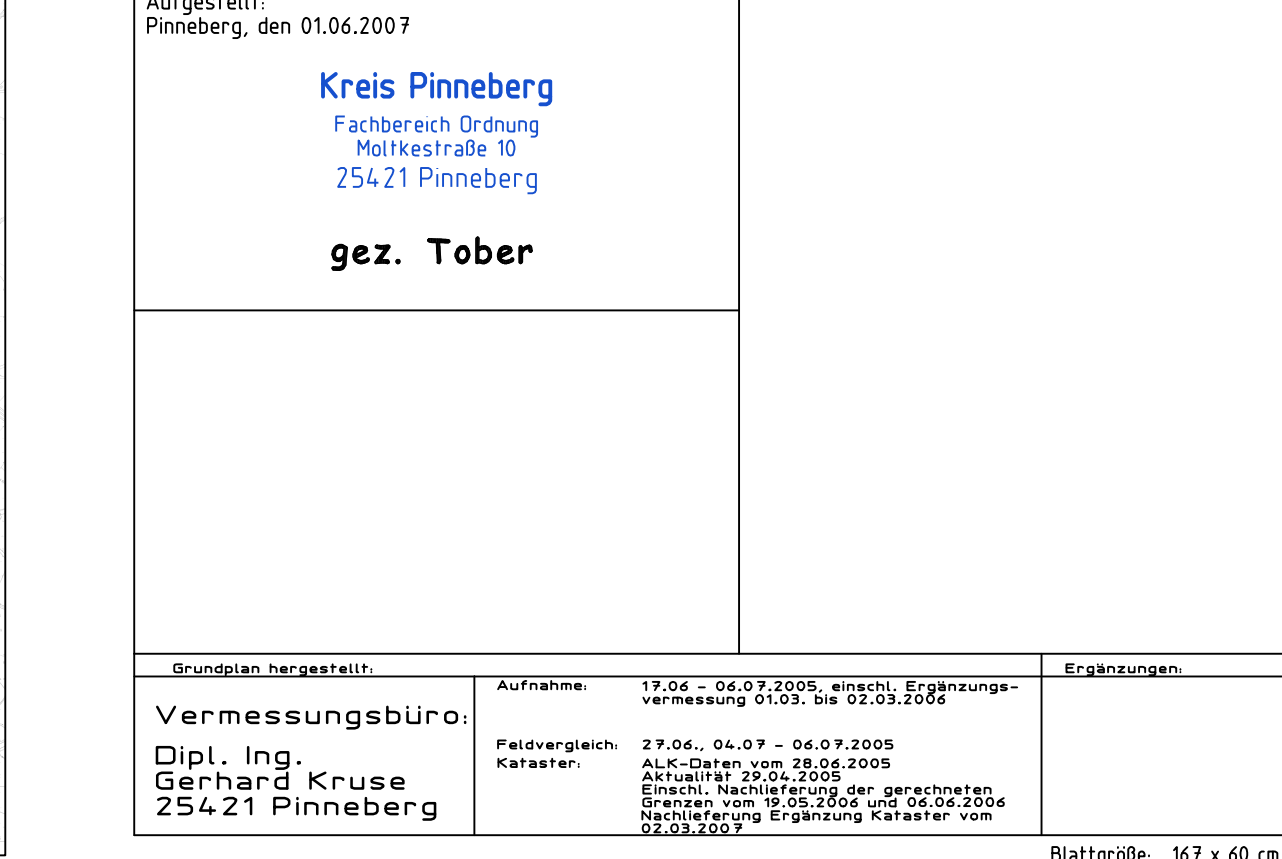 Aufgestellt:
Pinneberg, den 01.06.2007
Kreis Pinneberg
Fachbereich Ordnung
Moltkestraße 10
25421 Pinneberg
gez. Tober
Grundplan hergestellt:
Ergänzungen:
Vermessungsbüro:
Dipl. Ing.
Gerhard Kruse
25421 Pinneberg
Aufnahme: 17.06 - 06.07.2005, einschl. Ergänzungs-
vermessung 01.03. bis 02.03.2006
Feldvergleich: 27.06., 04.07 - 06.07.2005
Kataster: ALK-Daten vom 28.06.2005
Aktualität 29.04.2005
Einschl. Nachlieferung der gerechneten
Grenzen vom 19.05.2006 und 06.06.2006
Nachlieferung Ergänzung Kataster vom
02.03.2007
Blattgröße: 167 x 60 cm